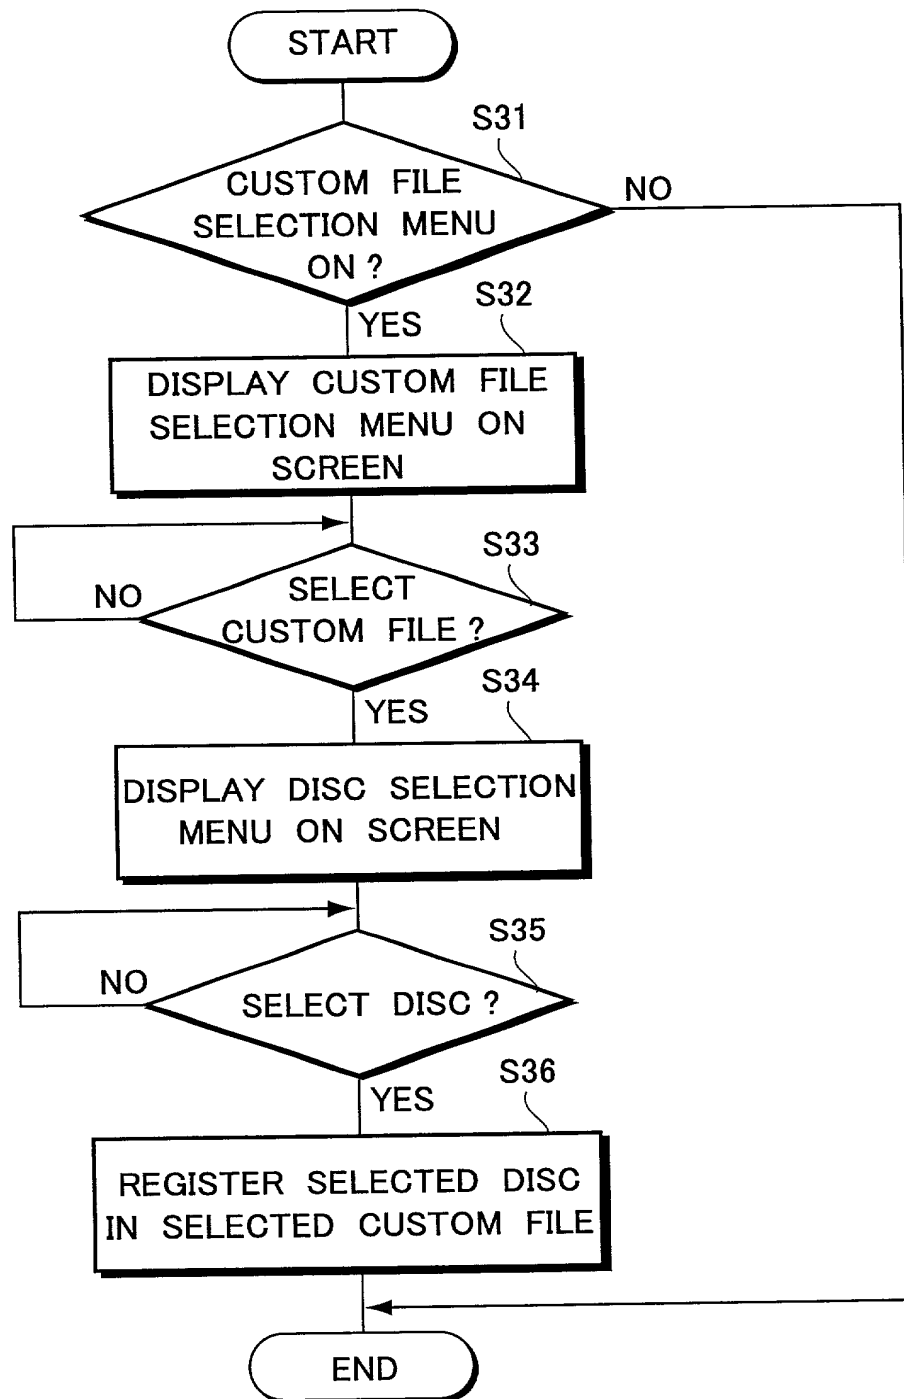 START
S31
CUSTOM FILE
SELECTION MENU
ON ?
NO
YES
S32
DISPLAY CUSTOM FILE
SELECTION MENU ON
SCREEN
S33
NO
SELECT
CUSTOM FILE ?
YES
S34
DISPLAY DISC SELECTION
MENU ON SCREEN
S35
NO
SELECT DISC ?
YES
S36
REGISTER SELECTED DISC
IN SELECTED CUSTOM FILE
END